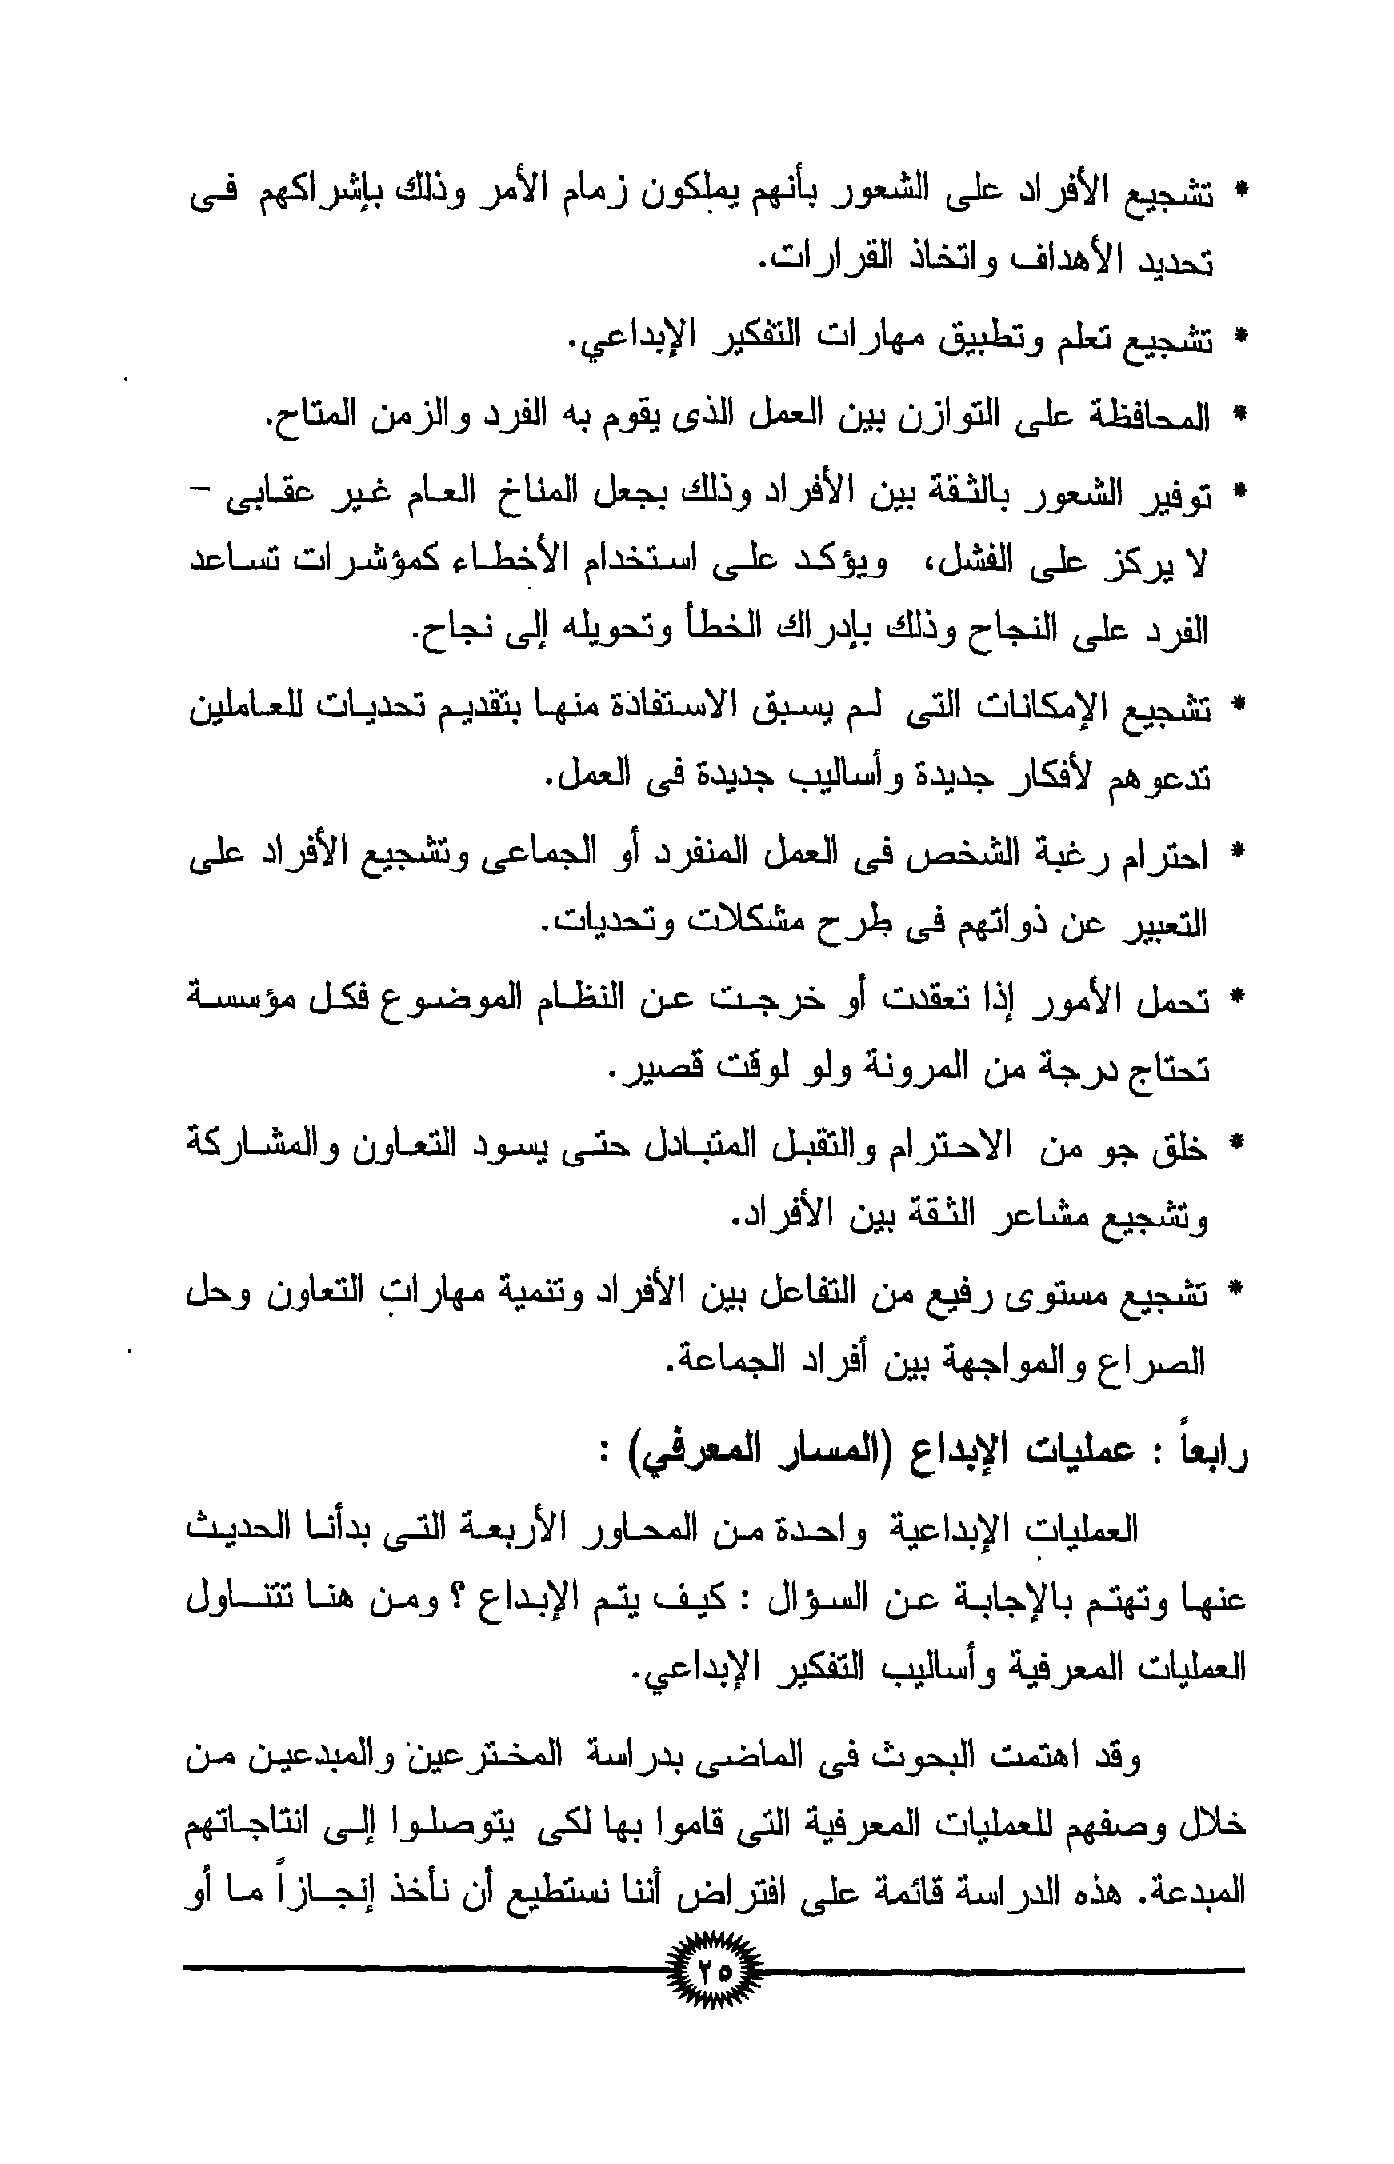 * تشجيع الأفراد على الشعور بأنهم يملكون زمام الأمر وذلك بإشراكهم فى
تحديد الأهداف واتخاذ القرارات.
* تشجيع تعلم وتطبيق مهارات التفكير الإبداعي.
* المحافظة على التوازن بين العمل الذى يقوم به الفرد والزمن المتاح.
* توفير الشعور بالثقة بين الأفراد وذلك بجعل المناخ العام غير عقابى -
لا يركز على الفشل، ويؤكد على استخدام الأخطاء كمؤشرات تساعد
الفرد على النجاح وذلك بإدراك الخطأ وتحويله إلى نجاح.
* تشجيع الإمكانات التى لم يسبق الاستفاذة منها بتقديم تحديات للعاملين
تدعوهم لأفكار جديدة وأساليب جديدة فى العمل.
* احترام رغبة الشخص فى العمل المنفرد أو الجماعى وتشجيع الأفراد على
التعبير عن ذواتهم فى طرح مشكلات وتحديات.
* تحمل الأمور إذا تعقدت أو خرجت عن النظام الموضوع فكل مؤسسة
تحتاج درجة من المرونة ولو لوقت قصير.
* خلق جو من الاحترام والتقبل المتبادل حتى يسود التعاون والمشاركة
وتشجيع مشاعر الثقة بين الأفراد.
* تشجيع مستوى رفيع من التفاعل بين الأفراد وتنمية مهارات التعاون وحل
الصراع والمواجهة بين أفراد الجماعة.
رابعاً : عمليات الإبداع (المسار المعرفي) :
العمليات الإبداعية واحدة من المحاور الأربعة التى بدأنا الحديث
عنها وتهتم بالإجابة عن السؤال : كيف يتم الإبداع ؟ ومن هنا تتناول
العمليات المعرفية وأساليب التفكير الإبداعي.
وقد اهتمت البحوث فى الماضى بدراسة المخترعين والمبدعين من
خلال وصفهم للعمليات المعرفية التى قاموا بها لكى يتوصلوا إلى انتاجاتهم
المبدعة. هذه الدراسة قائمة على افتراض أننا نستطيع أن نأخذ إنجازاً ما أو
٢٥